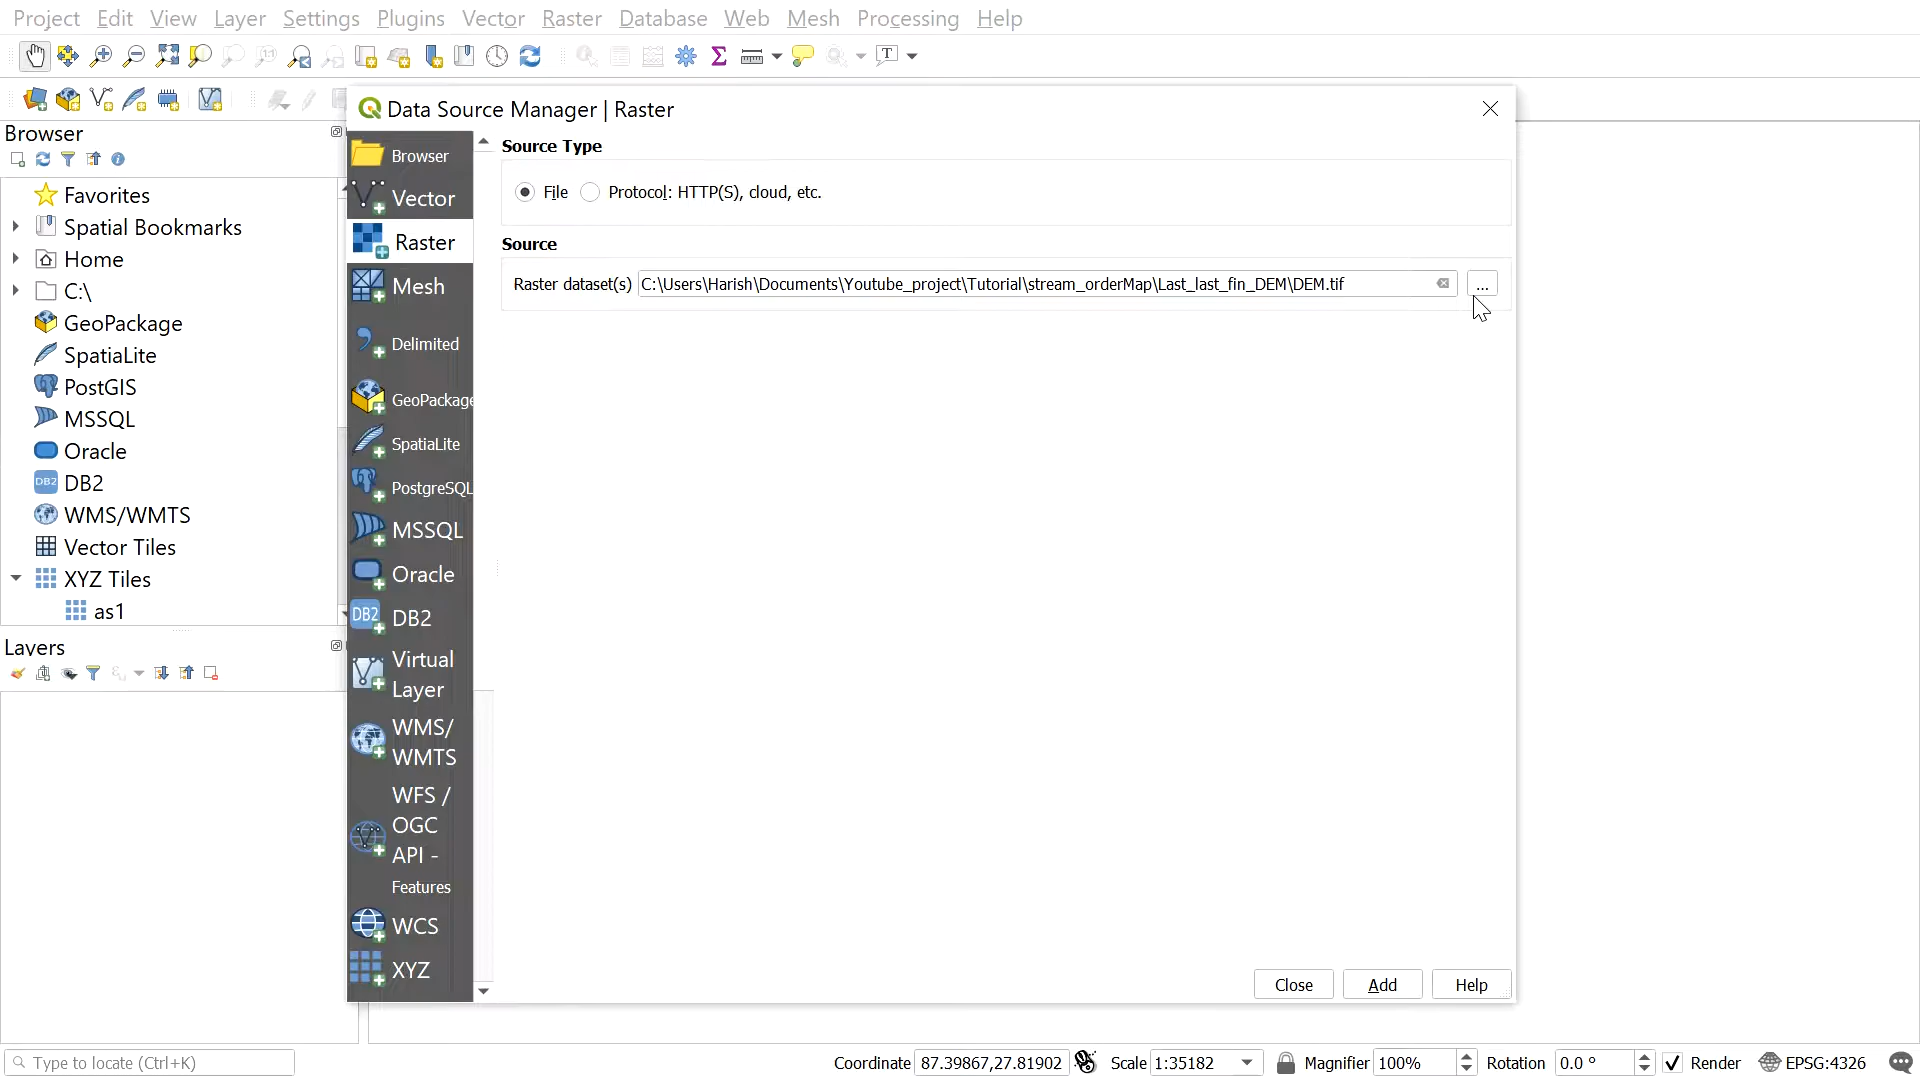 Project Edit View Layer Settings Plugins Vector Raster Database Web Mesh Processing Help
Data Source Manager | Raster
Browser
Favorites
Spatial Bookmarks
Home
C:\
GeoPackage
SpatiaLite
PostGIS
MSSQL
Oracle
DB2
WMS/WMTS
Vector Tiles
XYZ Tiles
as1
Layers
Browser
Vector
Raster
Mesh
Delimited
GeoPackage
SpatiaLite
PostgreSQL
MSSQL
Oracle
DB2
Virtual
Layer
WMS/
WMTS
WFS /
OGC
API -
Features
WCS
XYZ
Source Type
File Protocol: HTTP(S), cloud, etc.
Source
Raster dataset(s) C:\Users\Harish\Documents\Youtube_project\Tutorial\stream_orderMap\Last_last_fin_DEM\DEM.tif ...
Close Add Help
Type to locate (Ctrl+K) Coordinate 87.39867,27.81902 Scale 1:35182 Magnifier 100% Rotation 0.0 ° Render EPSG:4326